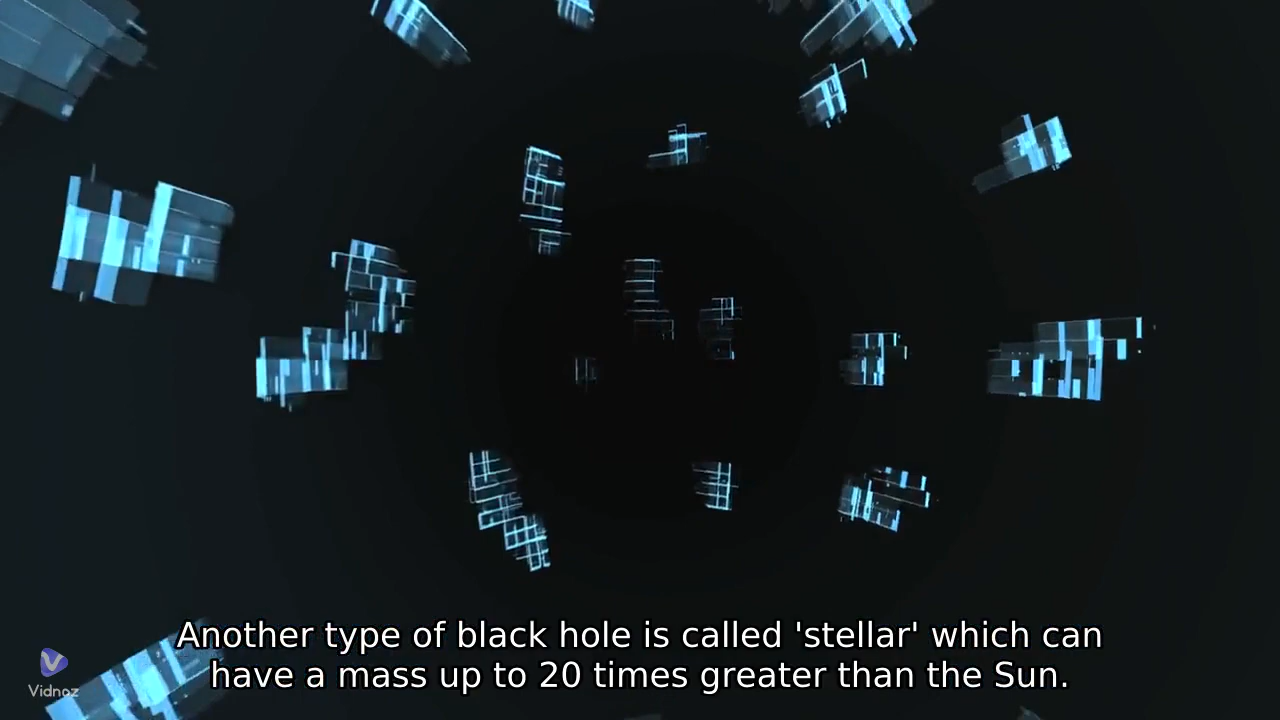 Another type of black hole is called 'stellar' which can
have a mass up to 20 times greater than the Sun.
Vidnoz